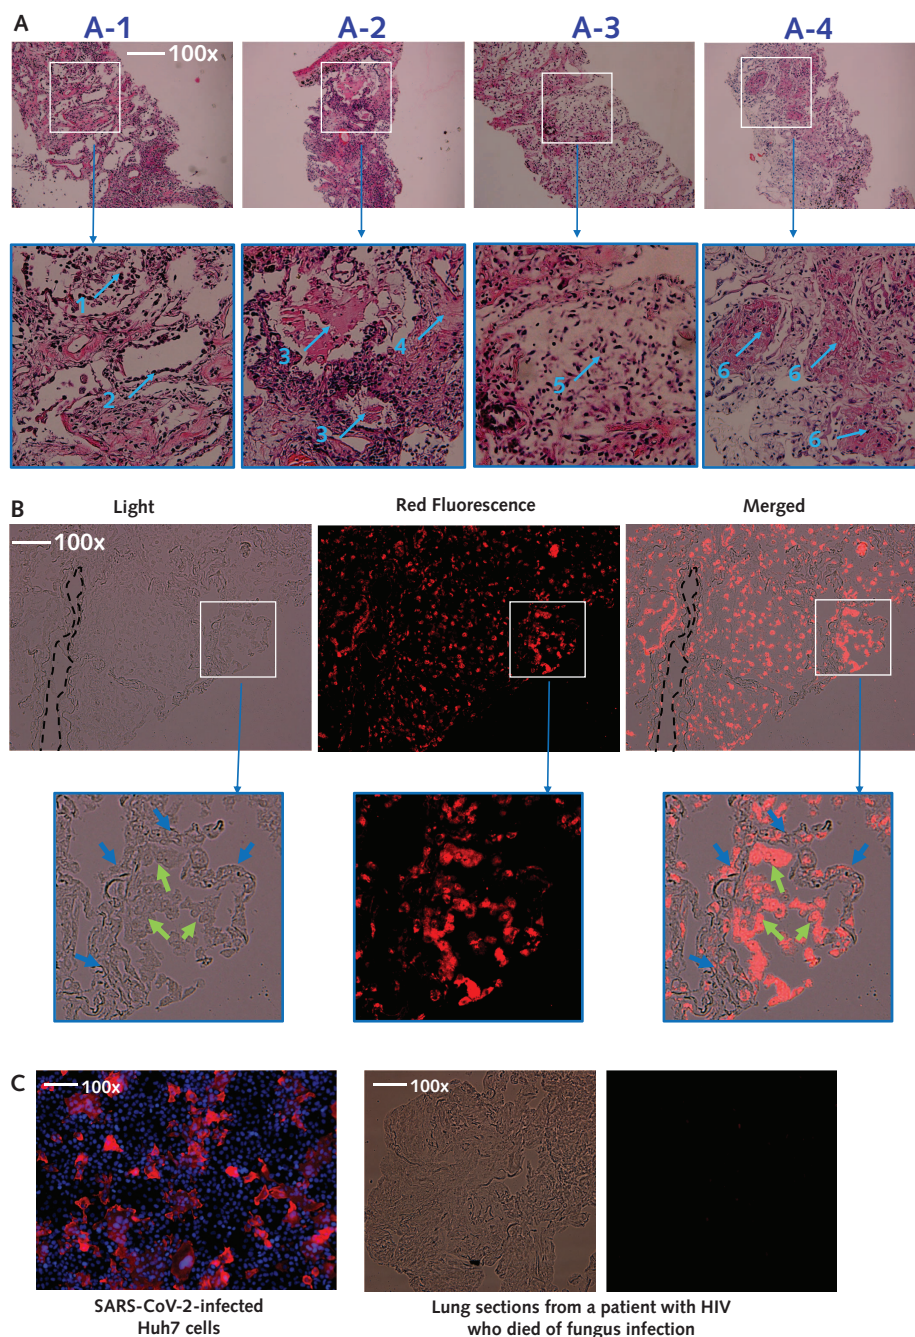 A
A-1 A-2 A-3 A-4
100x
1
2
3
4
3
5
6
6
6
B
Light Red Fluorescence Merged
100x
C
100x 100x
SARS-CoV-2-infected
Huh7 cells
Lung sections from a patient with HIV
who died of fungus infection